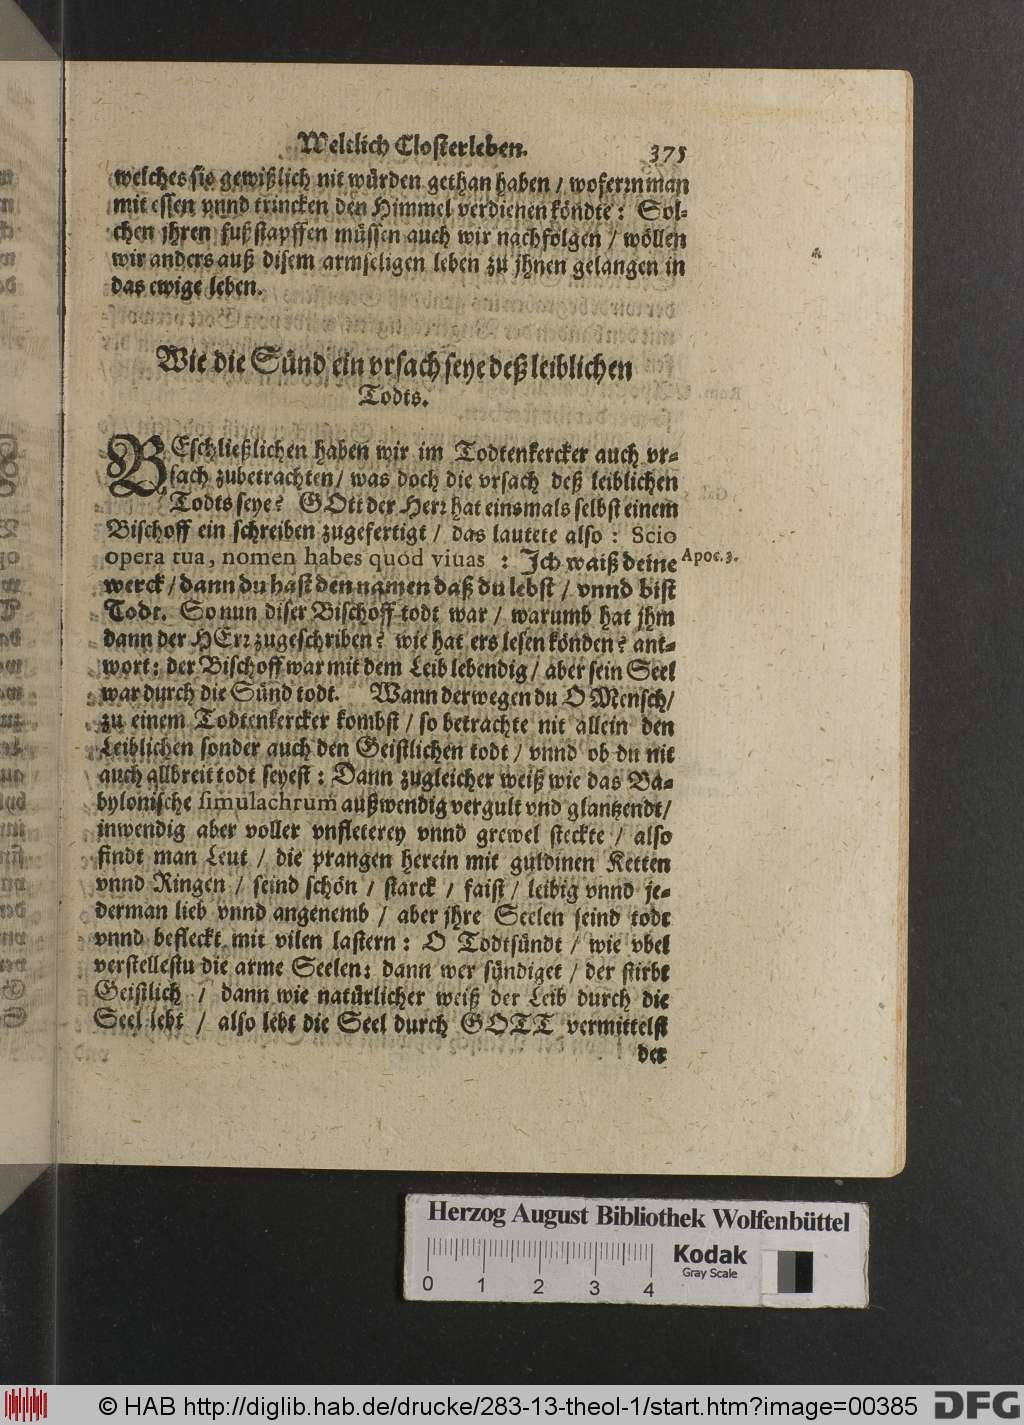 Weltlich Closterleben. 375
welches sie gewißlich nit würden gethan haben / wofern man
mit essen vnnd trincken den Himmel verdienen köndte: Sol-
chen jhren fußstapffen müssen auch wir nachfolgen / wöllen
wir anders auß disem armseligen leben zu jhnen gelangen in
das ewige leben.
Wie die Sünd ein vrsach seye deß leiblichen
Todts.
BEschließlichen haben wir im Todtenkercker auch vr-
sach zubetrachten / was doch die vrsach deß leiblichen
Todts seye? GOtt der Herr hat einsmals selbst einem
Bischoff ein schreiben zugefertigt / das lautete also: Scio
opera tua, nomen habes quòd viuas : Jch waiß deine Apoc. 3.
werck / dann du hast den namen daß du lebst / vnnd bist
Todt. So nun diser Bischoff todt war / warumb hat jhm
dann der HErr zugeschriben? wie hat ers lesen könden? ant-
wort: der Bischoff war mit dem Leib lebendig / aber sein Seel
war durch die Sünd todt. Wann derwegen du O Mensch /
zu einem Todtenkercker kombst / so betrachte nit allein den
Leiblichen sonder auch den Geistlichen todt / vnnd ob du nit
auch allbreit todt seyest: Dann zugleicher weiß wie das Ba-
bylonische simulachrum außwendig vergult vnd glantzendt /
inwendig aber voller vnfleterey vnnd grewel steckte / also
findt man Leut / die prangen herein mit guldinen Ketten
vnnd Ringen / seind schön / starck / faist / leibig vnnd je-
derman lieb vnnd angenemb / aber jhre Seelen seind todt
vnnd befleckt mit vilen lastern: O Todtsündt / wie vbel
verstellestu die arme Seelen: dann wer sündiget / der stirbt
Geistlich / dann wie natürlicher weiß der Leib durch die
Seel lebt / also lebt die Seel durch GOTT vermittelst
der
Herzog August Bibliothek Wolfenbüttel
Kodak
Gray Scale
0 1 2 3 4
© HAB http://diglib.hab.de/drucke/283-13-theol-1/start.htm?image=00385 DFG